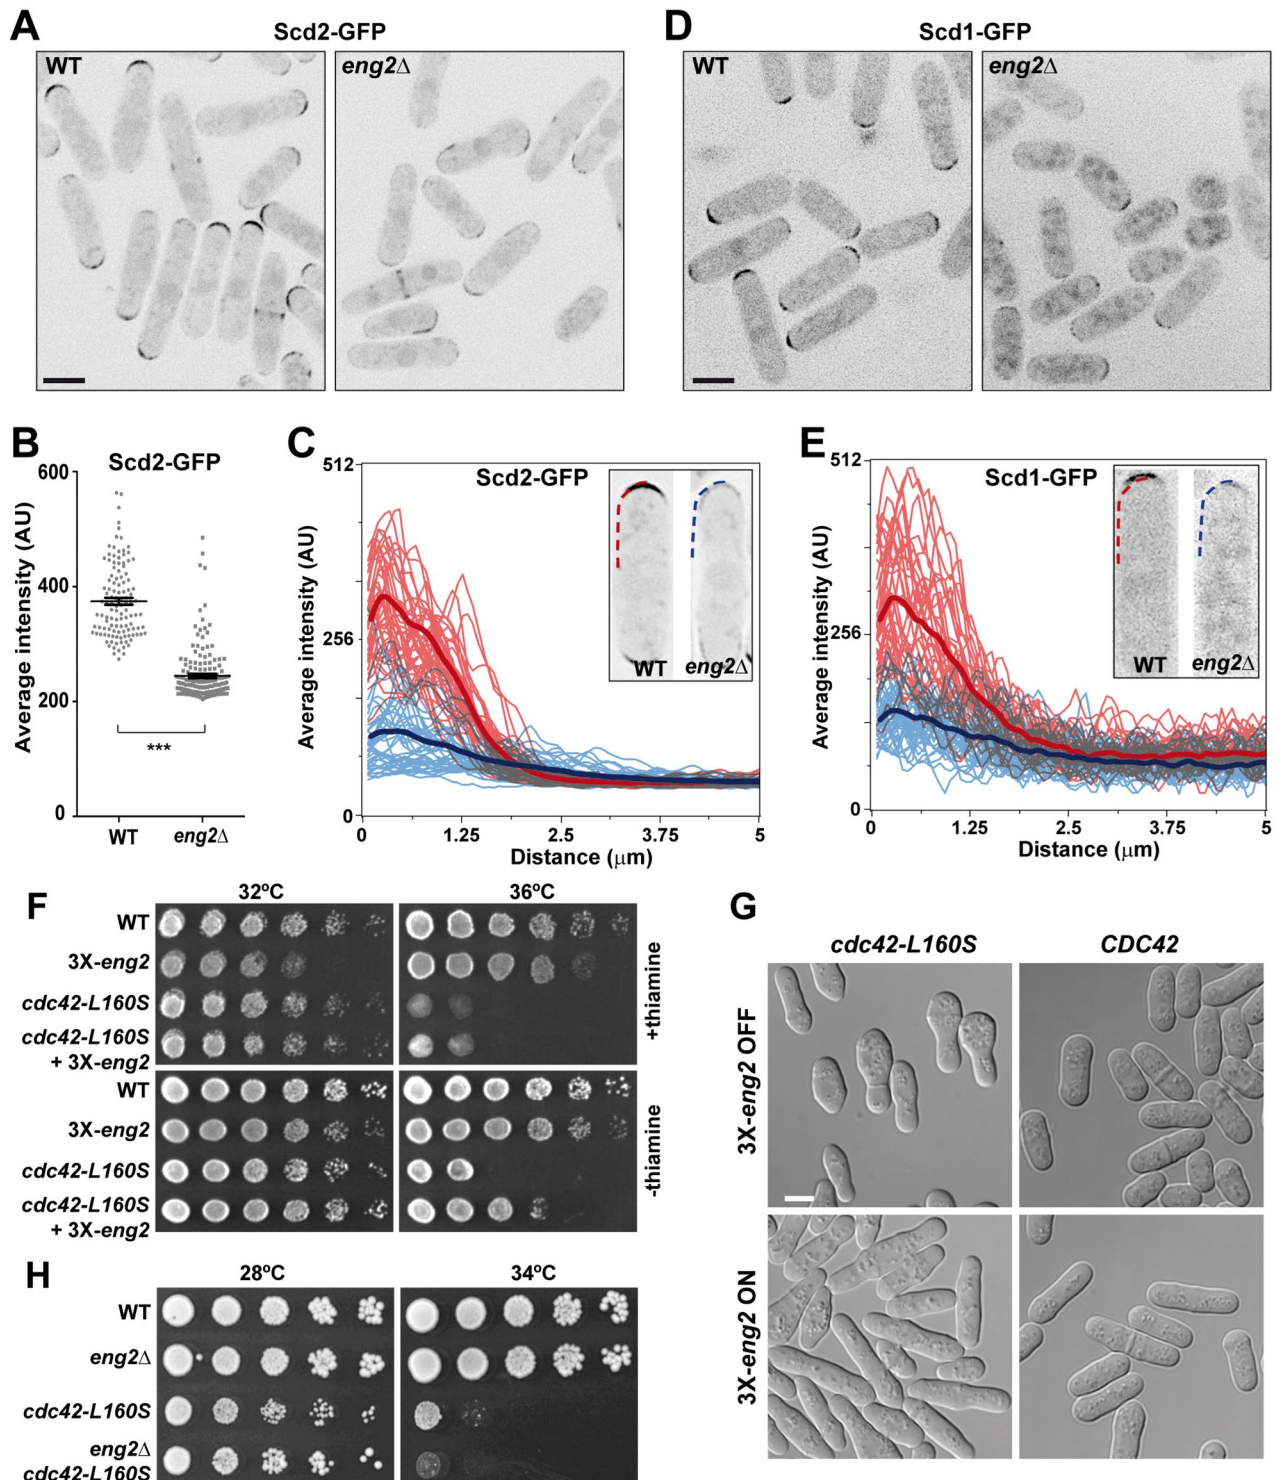 A
Scd2-GFP
WT
eng2Δ
D
Scd1-GFP
WT
eng2Δ
B
Scd2-GFP
Average intensity (AU)
600
400
200
0
***
WT
eng2Δ
C
Scd2-GFP
Average intensity (AU)
512
256
0
WT
eng2Δ
0
1.25
2.5
3.75
5
Distance (μm)
E
Scd1-GFP
Average intensity (AU)
512
256
0
WT
eng2Δ
0
1.25
2.5
3.75
5
Distance (μm)
F
32ºC
36ºC
WT
3X-eng2
cdc42-L160S
cdc42-L160S
+ 3X-eng2
+thiamine
WT
3X-eng2
cdc42-L160S
cdc42-L160S
+ 3X-eng2
-thiamine
G
cdc42-L160S
CDC42
3X-eng2 OFF
3X-eng2 ON
H
28ºC
34ºC
WT
eng2Δ
cdc42-L160S
eng2Δ
cdc42-L160S